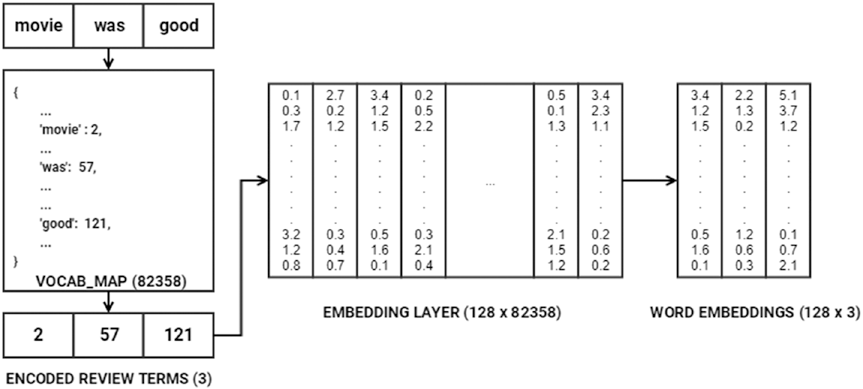 movie was good
{
...
'movie' : 2,
...
'was': 57,
...
...
'good': 121,
...
}
VOCAB_MAP (82358)
2 57 121
ENCODED REVIEW TERMS (3)
0.1 2.7 3.4 0.2 0.5 3.4
0.3 0.2 1.2 0.5 0.1 2.3
1.7 1.2 1.5 2.2 1.3 1.1
. . . . . .
. . . . . .
. . . . ... . .
. . . . . .
. . . . . .
3.2 0.3 0.5 0.3 2.1 0.2
1.2 0.4 1.6 2.1 1.5 0.6
0.8 0.7 0.1 0.4 1.2 0.2
EMBEDDING LAYER (128 x 82358)
3.4 2.2 5.1
1.2 1.3 3.7
1.5 0.2 1.2
. . .
. . .
. . .
. . .
. . .
0.5 1.2 0.1
1.6 0.6 0.7
0.1 0.3 2.1
WORD EMBEDDINGS (128 x 3)